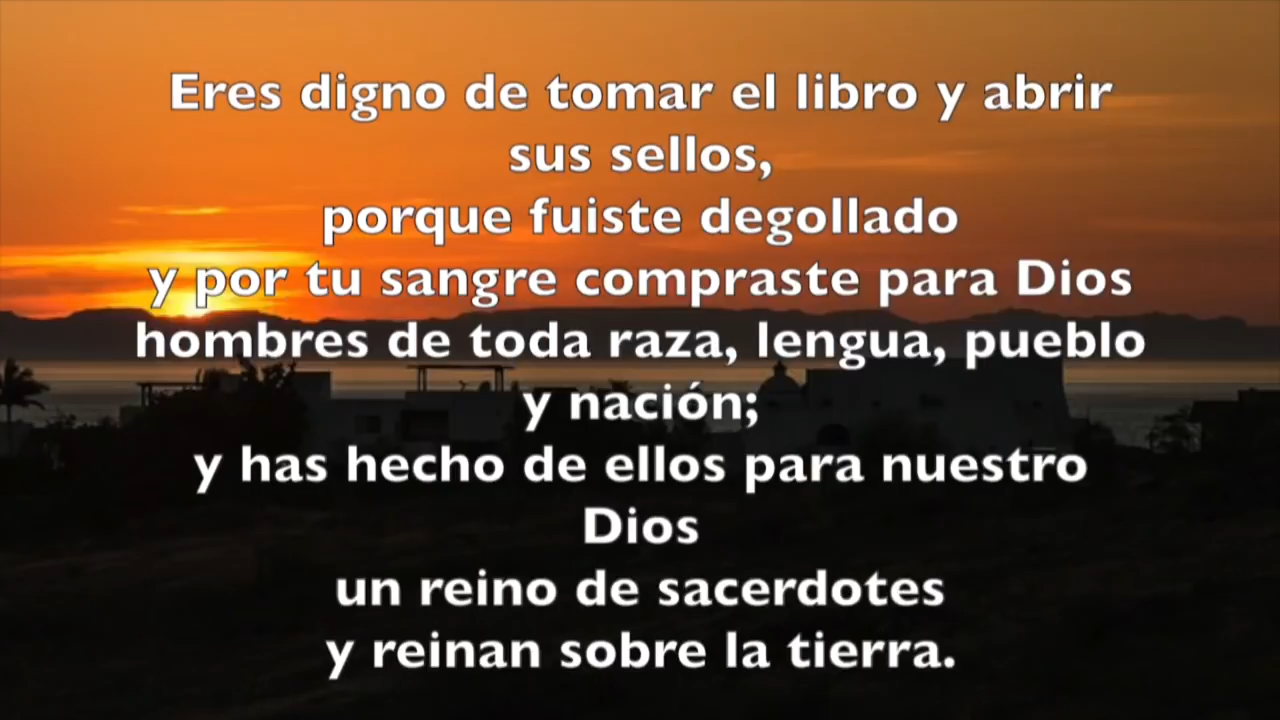 Eres digno de tomar el libro y abrir
sus sellos,
porque fuiste degollado
y por tu sangre compraste para Dios
hombres de toda raza, lengua, pueblo
y nación;
y has hecho de ellos para nuestro
Dios
un reino de sacerdotes
y reinan sobre la tierra.